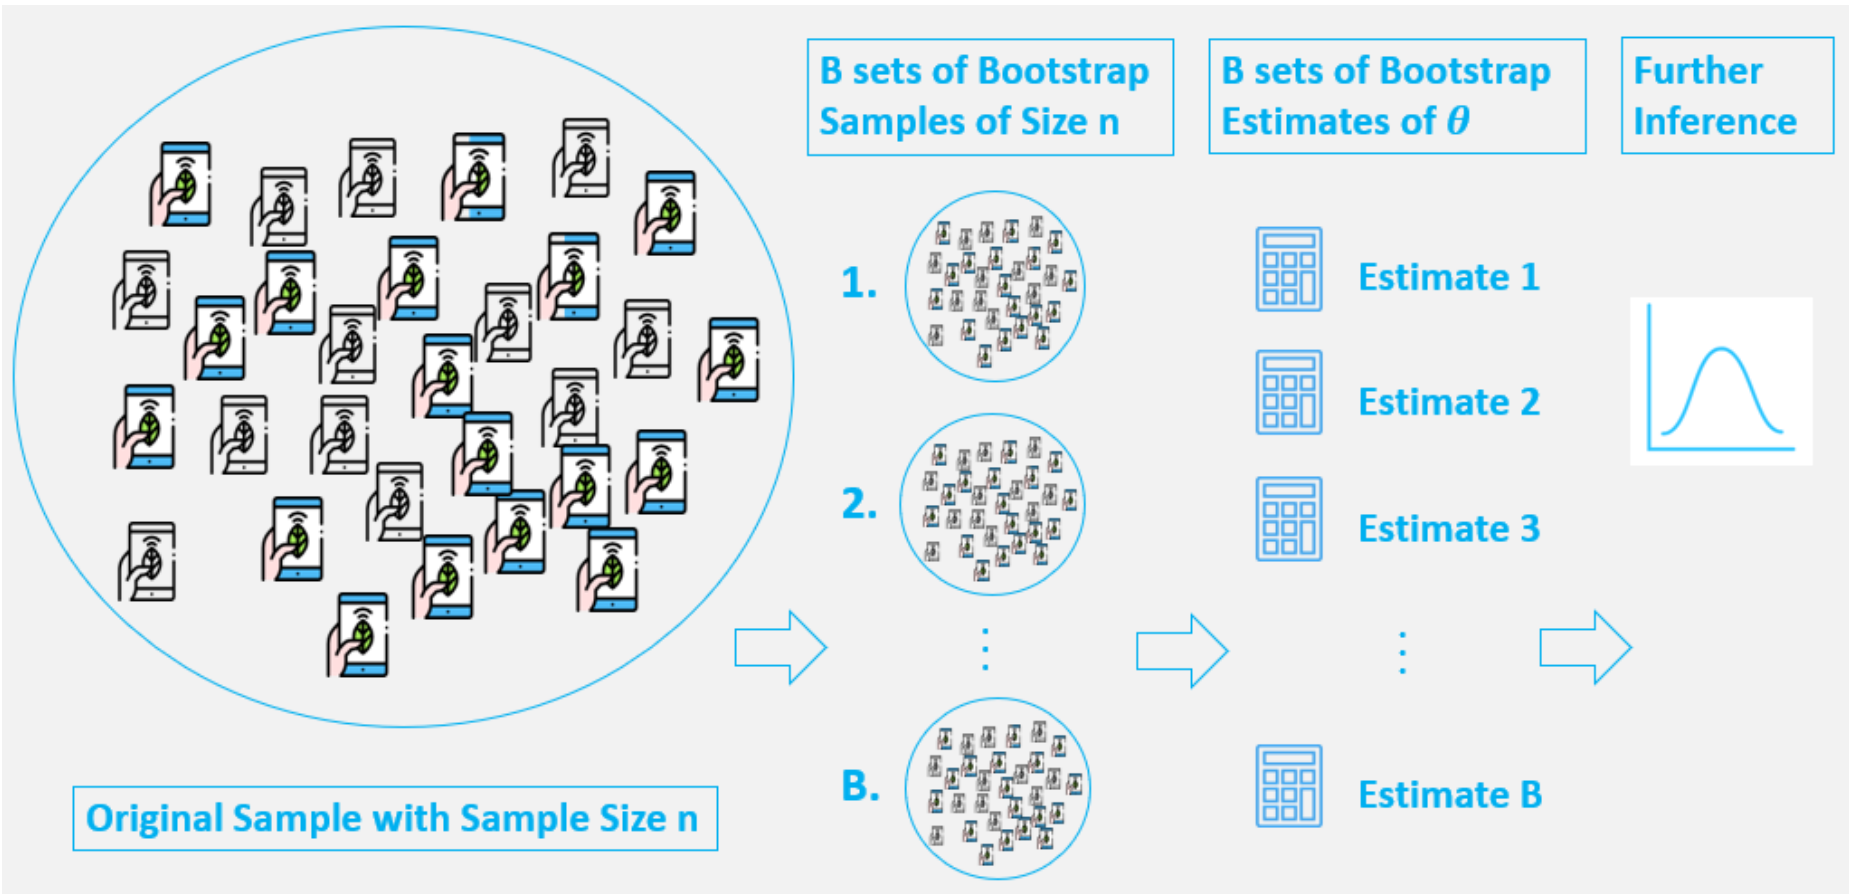 B sets of Bootstrap
Samples of Size n
B sets of Bootstrap
Estimates of θ
Further
Inference
1.
Estimate 1
Estimate 2
2.
Estimate 3
⋮
⋮
B.
Estimate B
Original Sample with Sample Size n